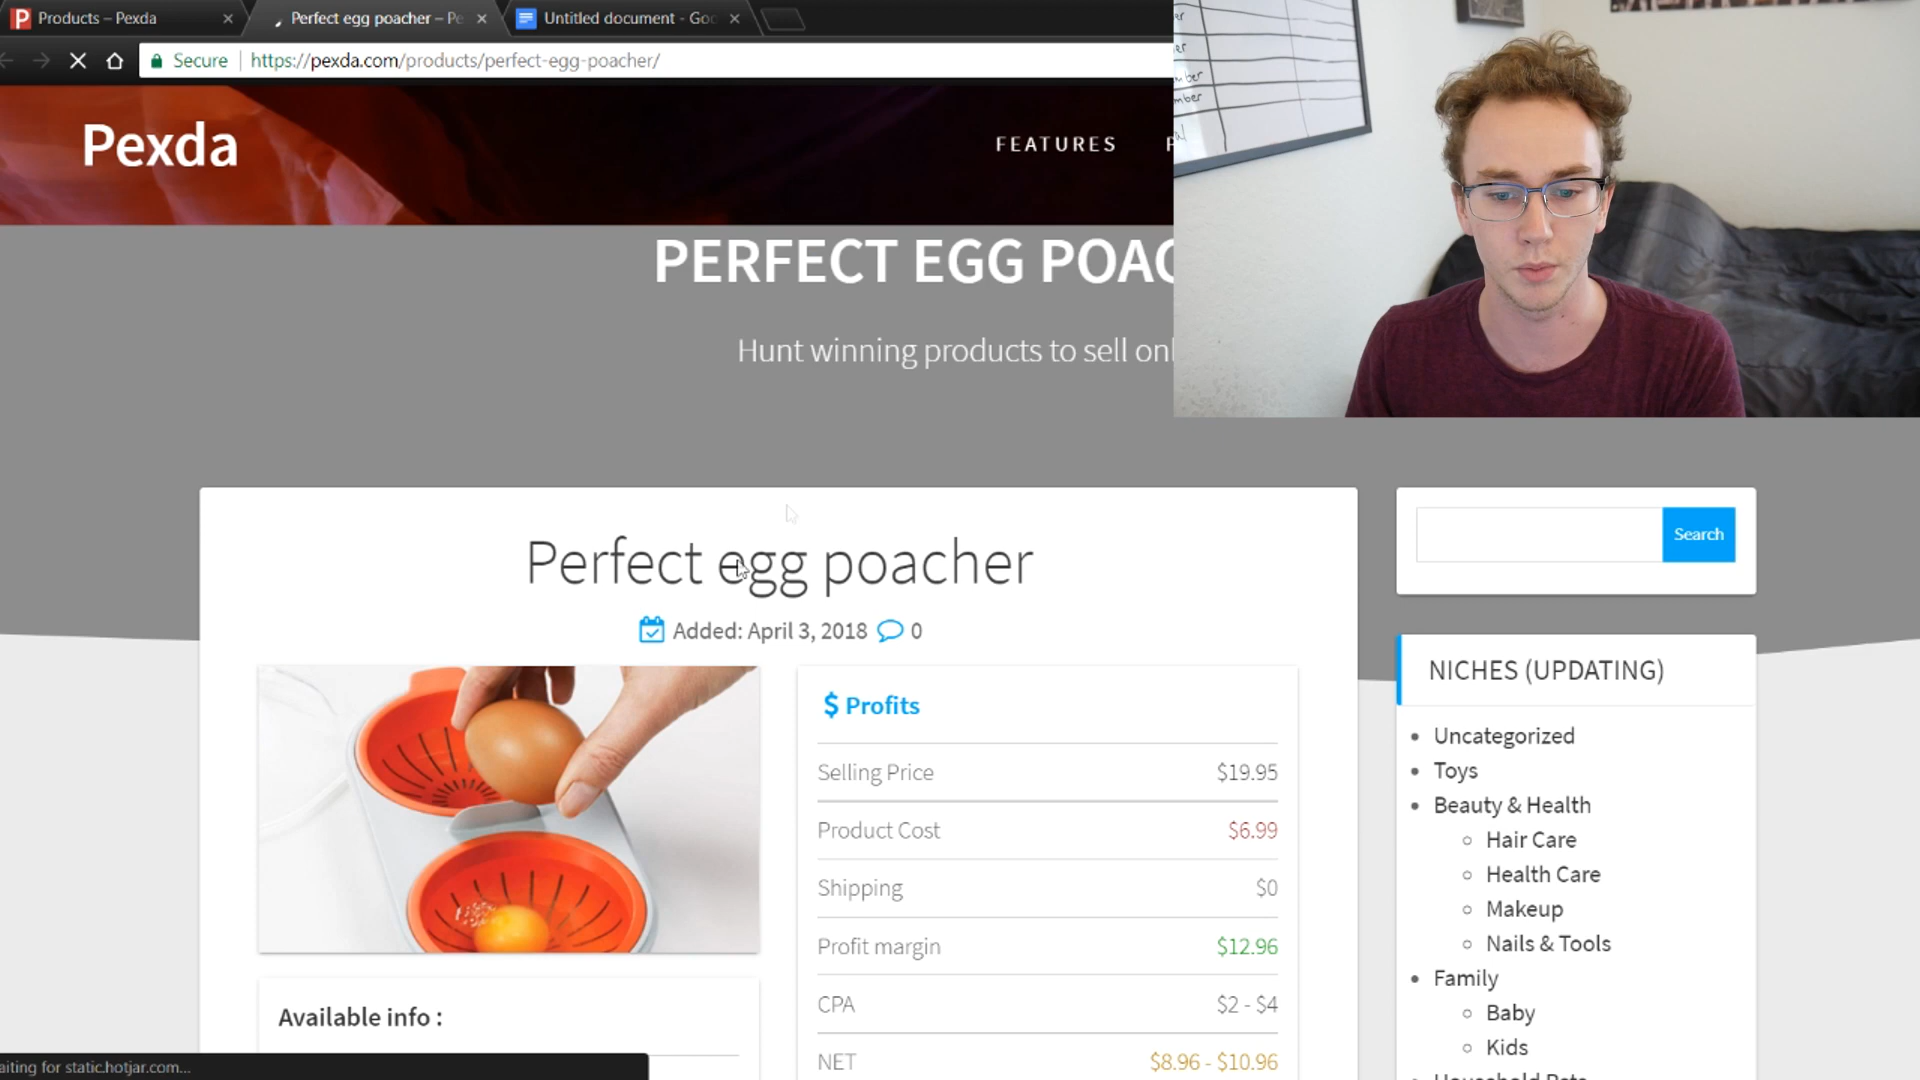 Products – Pexda
Perfect egg poacher – Pe
Untitled document - Goo
Secure
https://pexda.com/products/perfect-egg-poacher/
Pexda
FEATURES
PERFECT EGG POAC
Hunt winning products to sell onl
Perfect egg poacher
Added: April 3, 2018 0
$ Profits
Selling Price $19.95
Product Cost $6.99
Shipping $0
Profit margin $12.96
CPA $2 - $4
NET $8.96 - $10.96
Available info :
Search
NICHES (UPDATING)
Uncategorized
Toys
Beauty & Health
Hair Care
Health Care
Makeup
Nails & Tools
Family
Baby
Kids
Household Pets
aiting for static.hotjar.com...